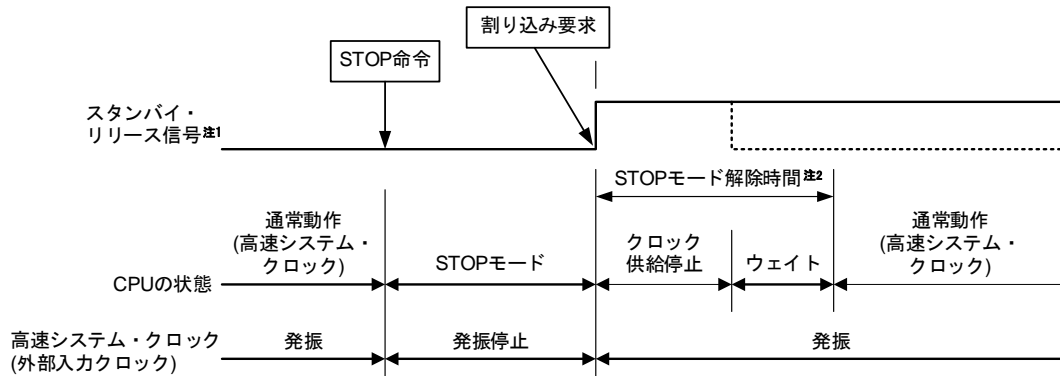 割り込み要求
STOP命令
スタンバイ・
リリース信号注1
STOPモード解除時間注2
通常動作
(高速システム・
クロック)
STOPモード
クロック
供給停止
ウェイト
通常動作
(高速システム・
クロック)
CPUの状態
高速システム・クロック
(外部入力クロック)
発振
発振停止
発振